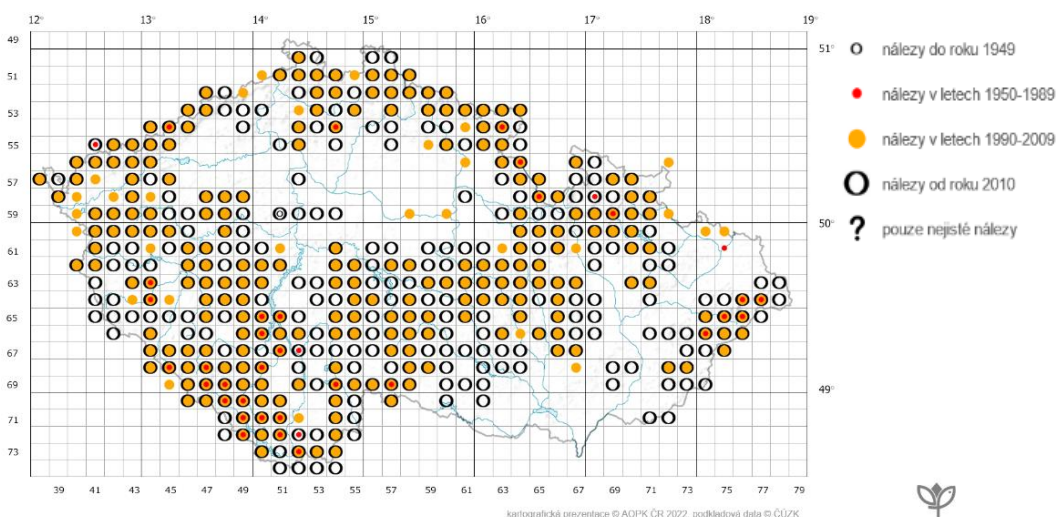 12° 13° 14° 15° 16° 17° 18° 19°
49 51°
51
53
55
57
59 50°
61
63
65
67
69 49°
71
73
39 41 43 45 47 49 51 53 55 57 59 61 63 65 67 69 71 73 75 77 79
nálezy do roku 1949
nálezy v letech 1950-1989
nálezy v letech 1990-2009
nálezy od roku 2010
? pouze nejisté nálezy
kartografická prezentace © AOPK ČR 2022, podkladová data © ČÚZK